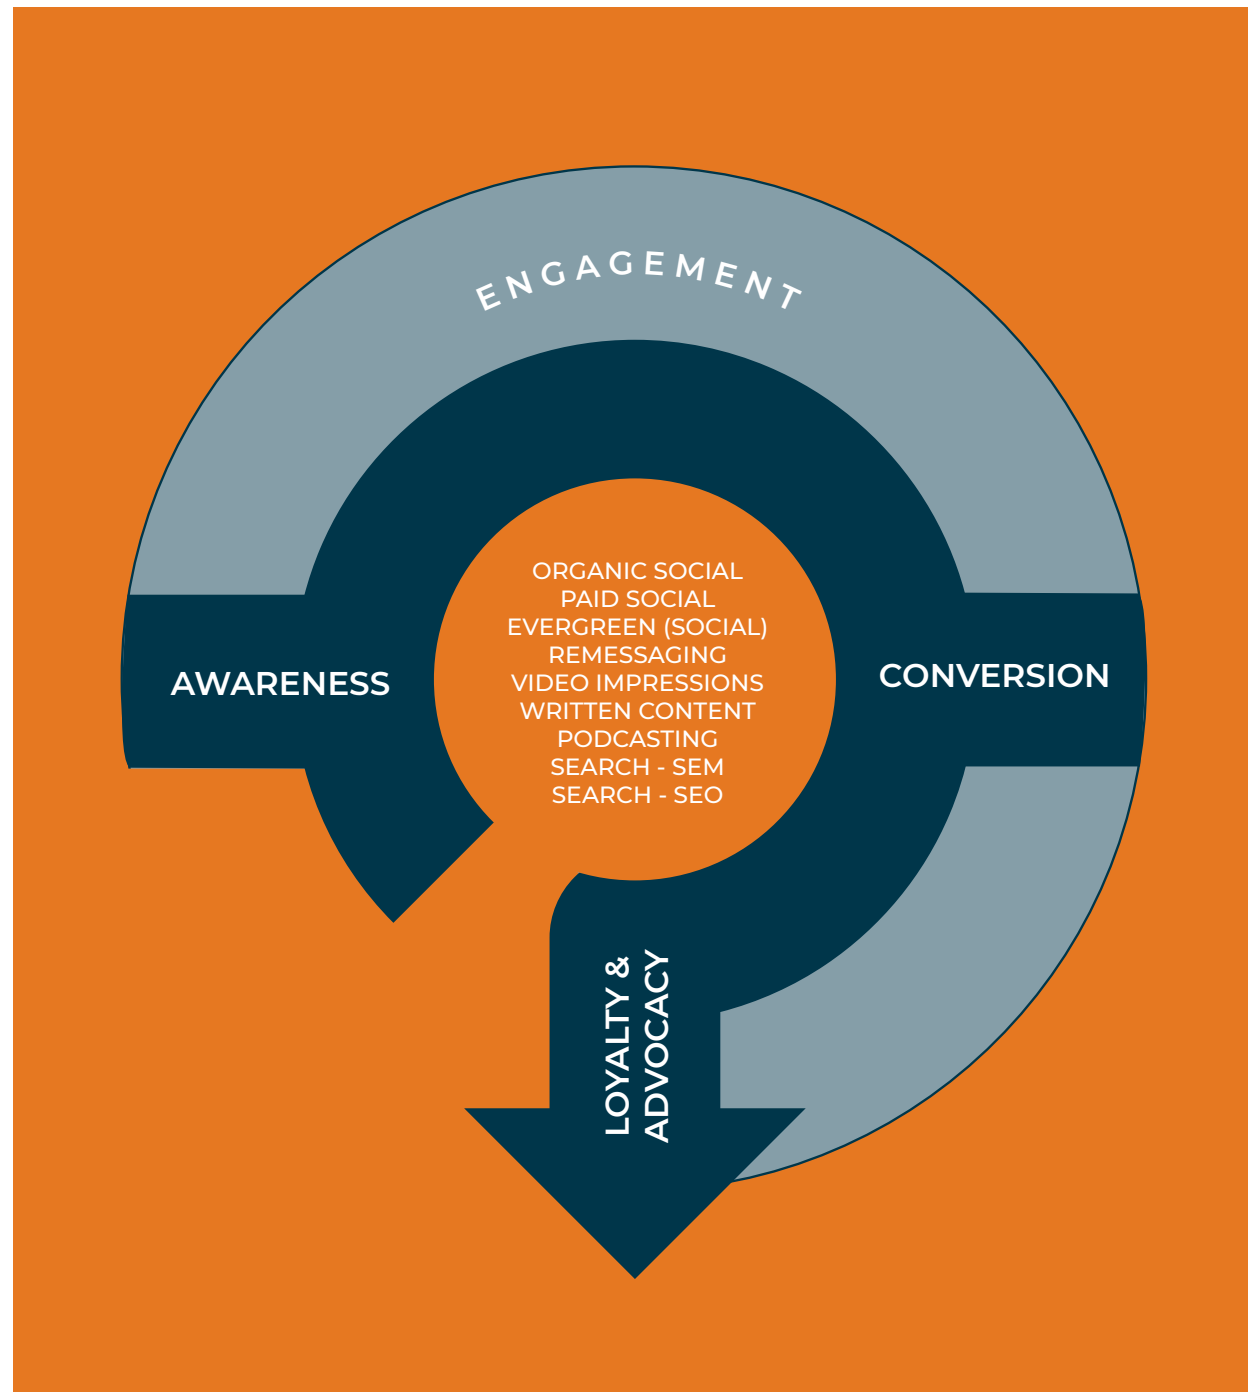 ENGAGEMENT
AWARENESS
ORGANIC SOCIAL
PAID SOCIAL
EVERGREEN (SOCIAL)
REMESSAGING
VIDEO IMPRESSIONS
WRITTEN CONTENT
PODCASTING
SEARCH - SEM
SEARCH - SEO
CONVERSION
LOYALTY &
ADVOCACY